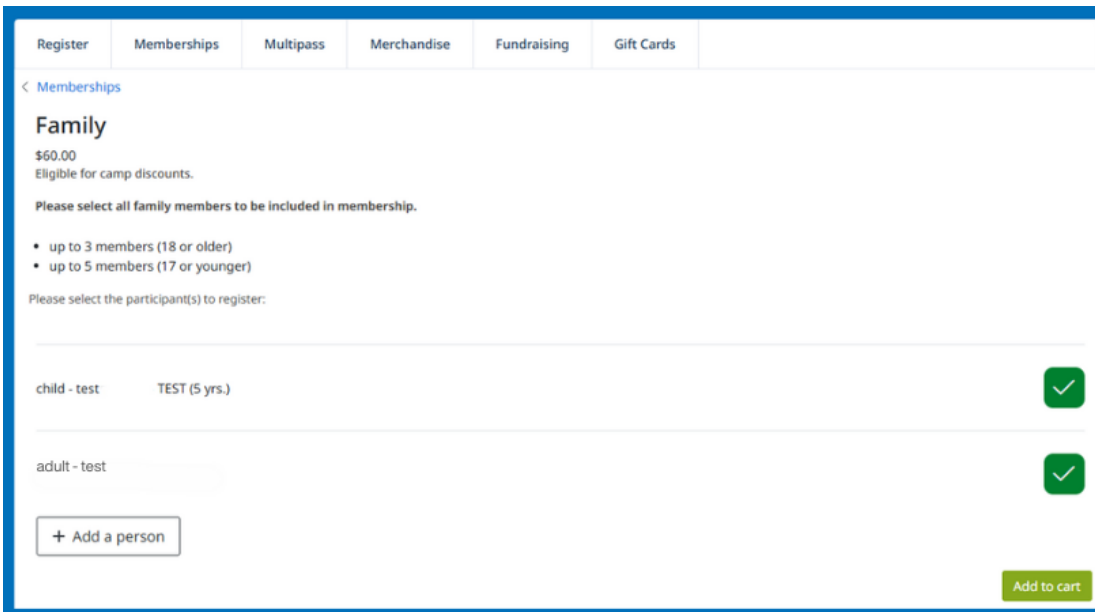 Register Memberships Multipass Merchandise Fundraising Gift Cards
< Memberships
Family
$60.00
Eligible for camp discounts.
Please select all family members to be included in membership.
• up to 3 members (18 or older)
• up to 5 members (17 or younger)
Please select the participant(s) to register:
child - test TEST (5 yrs.)
adult - test
+ Add a person
Add to cart